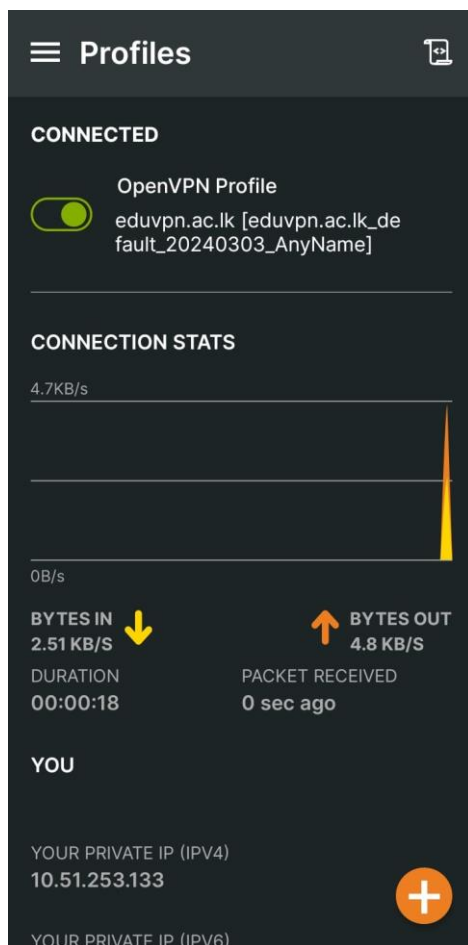 Profiles
CONNECTED
OpenVPN Profile
eduvpn.ac.lk [eduvpn.ac.lk_de
fault_20240303_AnyName]
CONNECTION STATS
4.7KB/s
0B/s
BYTES IN
2.51 KB/S
BYTES OUT
4.8 KB/S
DURATION
00:00:18
PACKET RECEIVED
0 sec ago
YOU
YOUR PRIVATE IP (IPV4)
10.51.253.133
YOUR PRIVATE IP (IPV6)